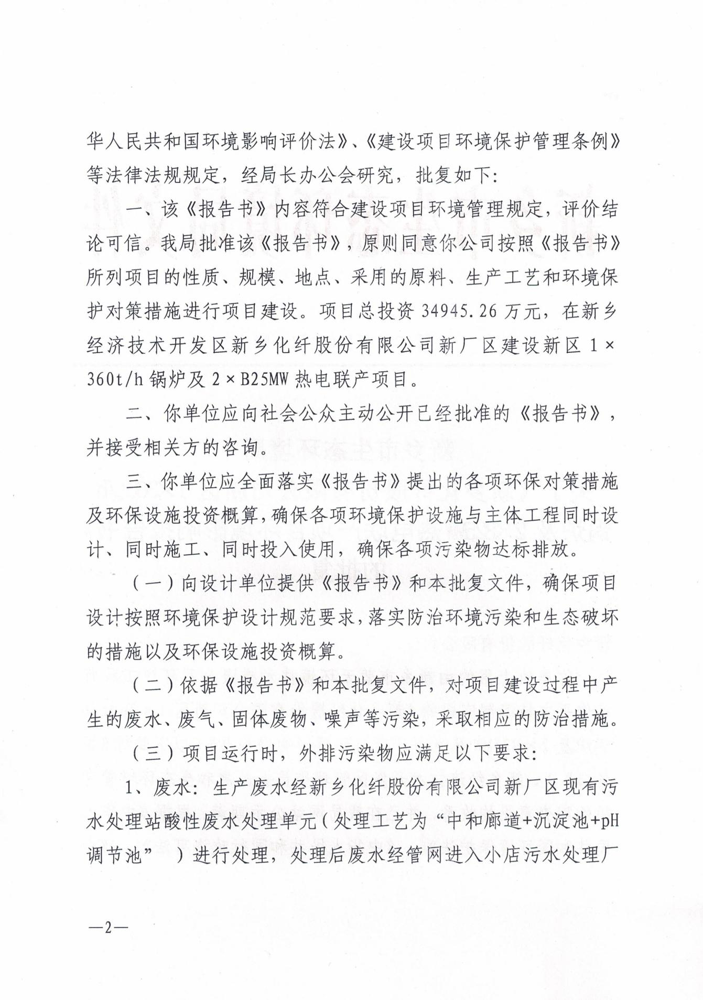 华人民共和国环境影响评价法》、《建设项目环境保护管理条例》
等法律法规规定，经局长办公会研究，批复如下：
一、该《报告书》内容符合建设项目环境管理规定，评价结
论可信。我局批准该《报告书》，原则同意你公司按照《报告书》
所列项目的性质、规模、地点、采用的原料、生产工艺和环境保
护对策措施进行项目建设。项目总投资 34945.26 万元，在新乡
经济技术开发区新乡化纤股份有限公司新厂区建设新区 1×
360t/h 锅炉及 2×B25MW 热电联产项目。
二、你单位应向社会公众主动公开已经批准的《报告书》，
并接受相关方的咨询。
三、你单位应全面落实《报告书》提出的各项环保对策措施
及环保设施投资概算，确保各项环境保护设施与主体工程同时设
计、同时施工、同时投入使用，确保各项污染物达标排放。
（一）向设计单位提供《报告书》和本批复文件，确保项目
设计按照环境保护设计规范要求，落实防治环境污染和生态破坏
的措施以及环保设施投资概算。
（二）依据《报告书》和本批复文件，对项目建设过程中产
生的废水、废气、固体废物、噪声等污染，采取相应的防治措施。
（三）项目运行时，外排污染物应满足以下要求：
1、废水：生产废水经新乡化纤股份有限公司新厂区现有污
水处理站酸性废水处理单元（处理工艺为“中和廊道+沉淀池+pH
调节池” ）进行处理，处理后废水经管网进入小店污水处理厂
—2—